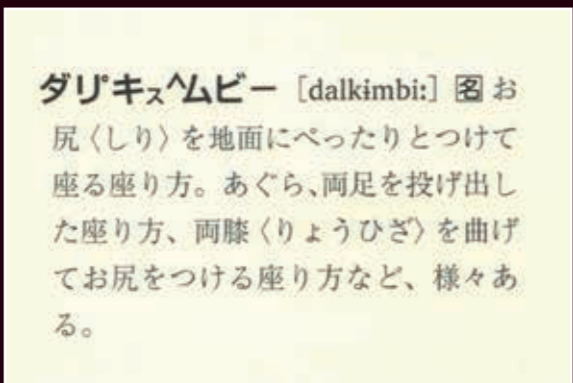 ダリ゚キㇲ^ムビー [dalkɨmbiː] 名 お
尻〈しり〉を地面にべったりとつけて
座る座り方。あぐら、両足を投げ出し
た座り方、両膝〈りょうひざ〉を曲げ
てお尻をつける座り方など、様々あ
る。